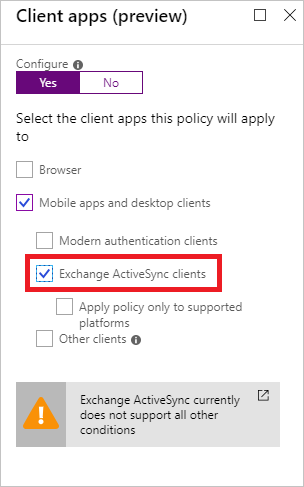 Client apps (preview)
Configure
Yes No
Select the client apps this policy will apply
to
Browser
Mobile apps and desktop clients
Modern authentication clients
Exchange ActiveSync clients
Apply policy only to supported
platforms
Other clients
Exchange ActiveSync currently
does not support all other
conditions